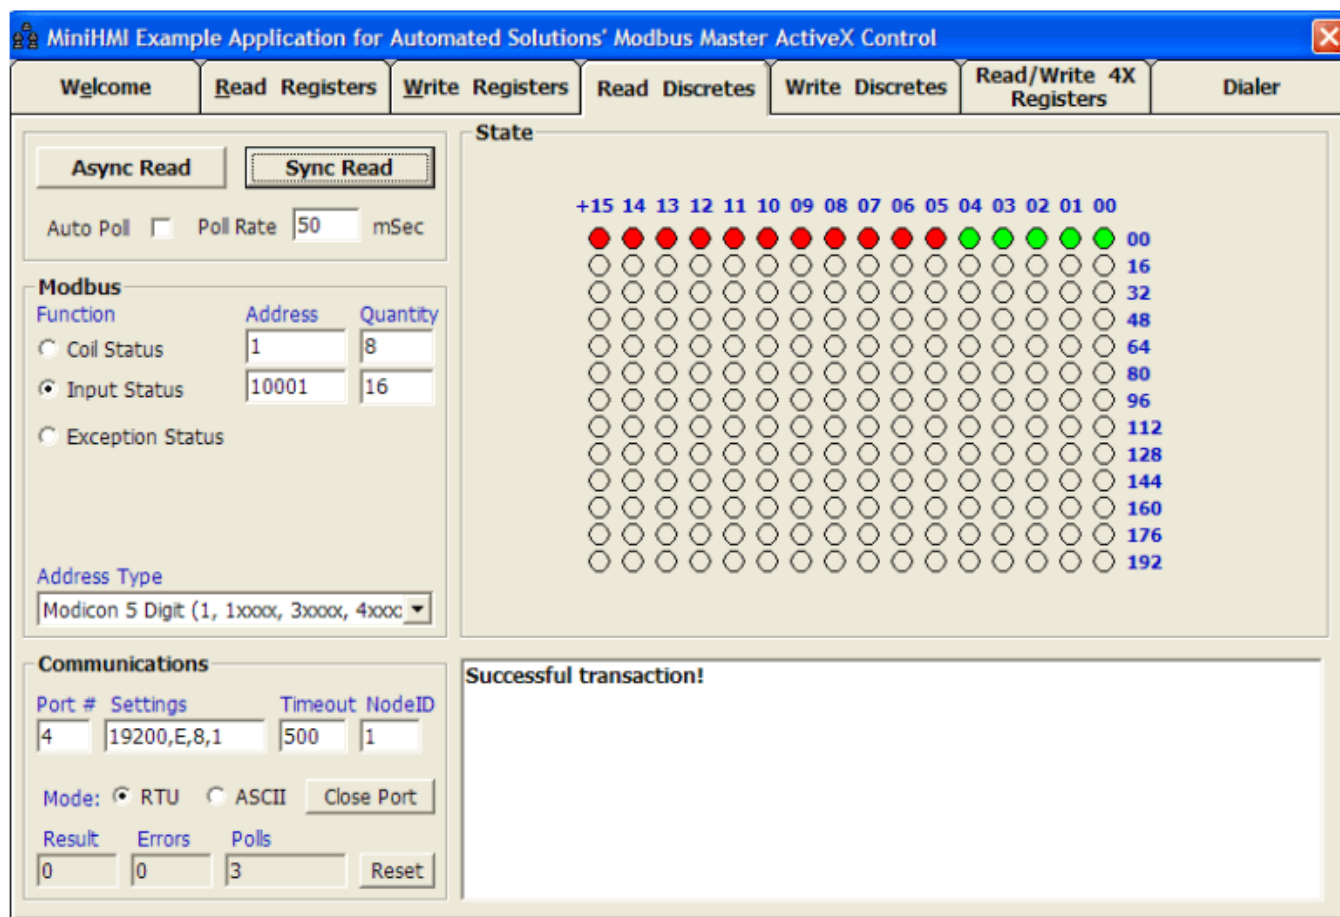 MiniHMI Example Application for Automated Solutions' Modbus Master ActiveX Control
Welcome
Read Registers
Write Registers
Read Discretes
Write Discretes
Read/Write 4X
Registers
Dialer
Async Read
Sync Read
Auto Poll
Poll Rate 50 mSec
Modbus
Function Address Quantity
Coil Status 1 8
Input Status 10001 16
Exception Status
Address Type
Modicon 5 Digit (1, 1xxxx, 3xxxx, 4xxx
Communications
Port # Settings Timeout NodeID
4 19200,E,8,1 500 1
Mode: RTU ASCII Close Port
Result Errors Polls
0 0 3 Reset
State
+15 14 13 12 11 10 09 08 07 06 05 04 03 02 01 00
00
16
32
48
64
80
96
112
128
144
160
176
192
Successful transaction!